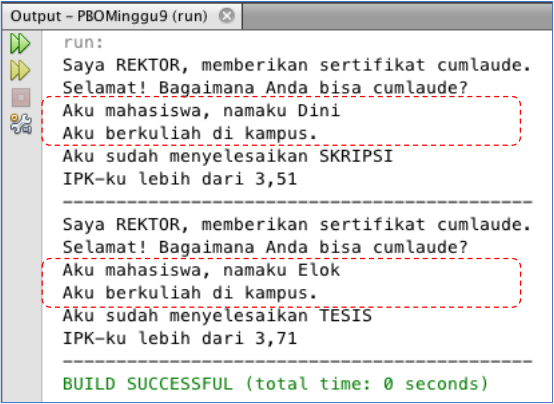 Output – PBOMinggu9 (run)
run:
Saya REKTOR, memberikan sertifikat cumlaude.
Selamat! Bagaimana Anda bisa cumlaude?
Aku mahasiswa, namaku Dini
Aku berkuliah di kampus.
Aku sudah menyelesaikan SKRIPSI
IPK-ku lebih dari 3,51
------------------------------------------------
Saya REKTOR, memberikan sertifikat cumlaude.
Selamat! Bagaimana Anda bisa cumlaude?
Aku mahasiswa, namaku Elok
Aku berkuliah di kampus.
Aku sudah menyelesaikan TESIS
IPK-ku lebih dari 3,71
------------------------------------------------
BUILD SUCCESSFUL (total time: 0 seconds)